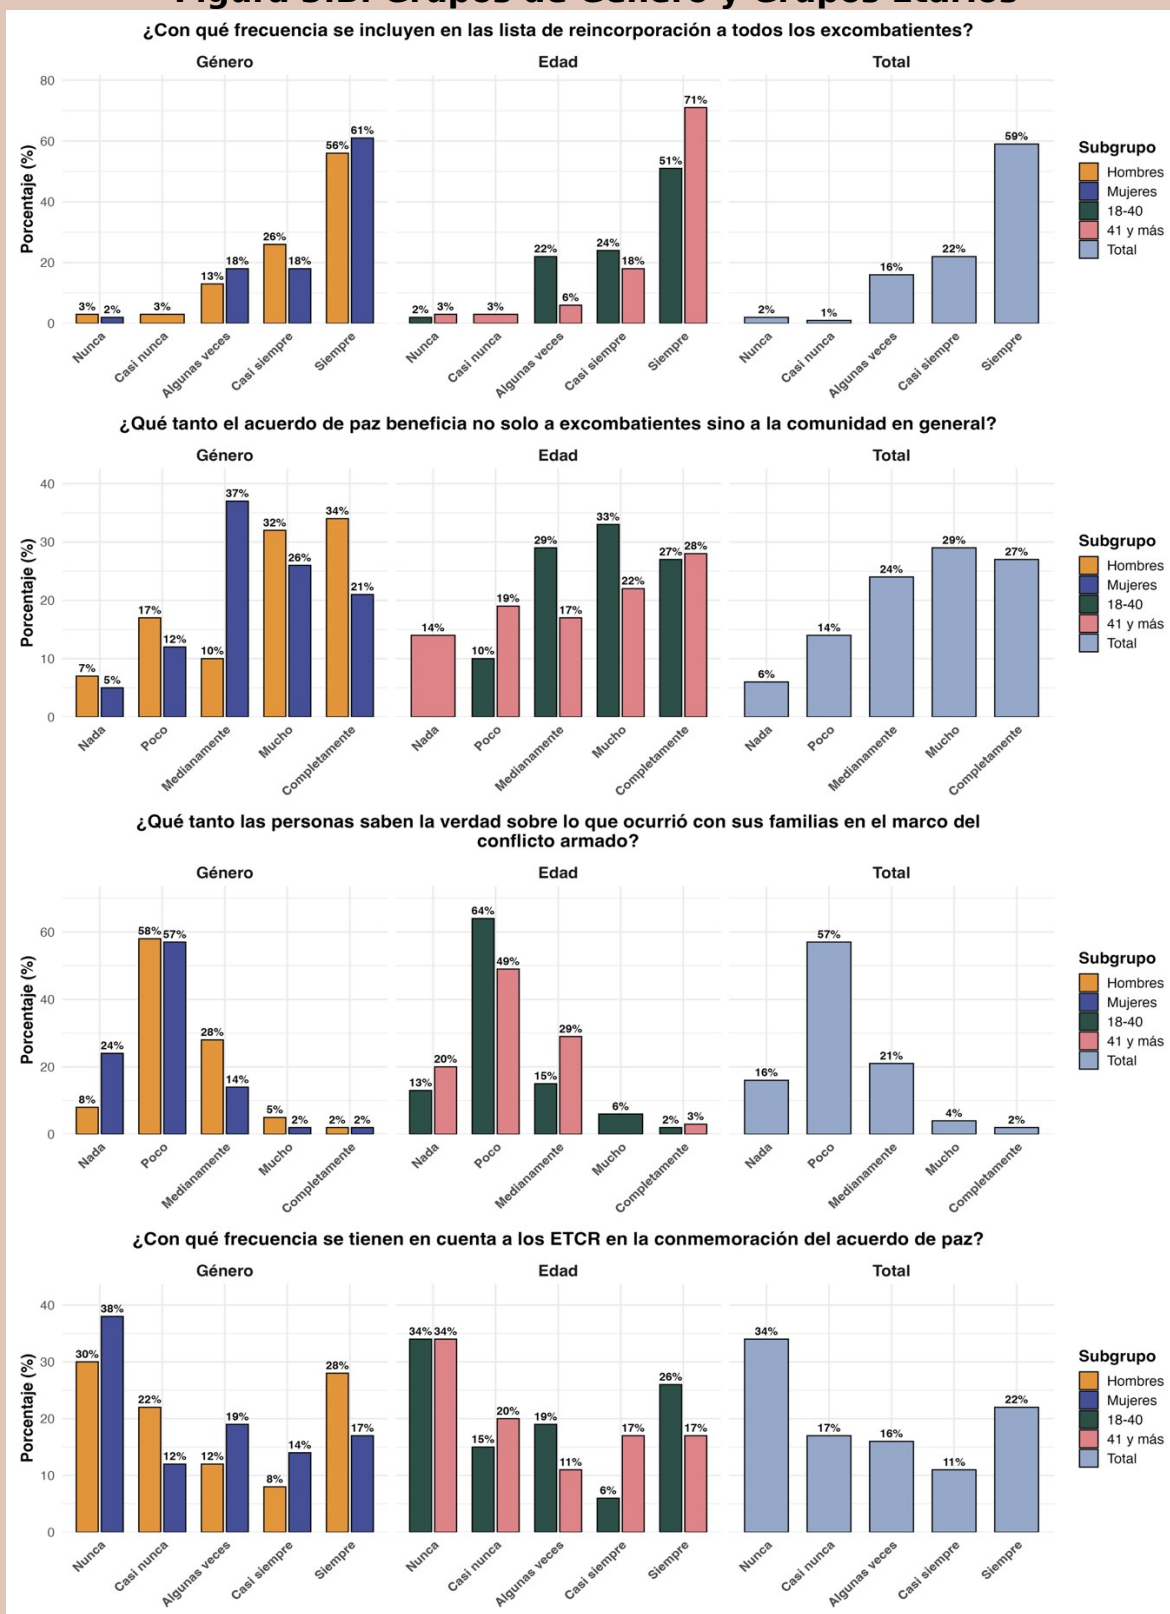 Figura 5.B. Grupos de Género y Grupos Etarios
¿Con qué frecuencia se incluyen en las lista de reincorporación a todos los excombatientes?
Género Edad Total
Porcentaje (%)
80
60
40
20
0
3% 2% 3% 13% 18% 26% 18% 56% 61%
2% 3% 3% 22% 6% 24% 18% 51% 71%
2% 1% 16% 22% 59%
Nunca Casi nunca Algunas veces Casi siempre Siempre
Nunca Casi nunca Algunas veces Casi siempre Siempre
Nunca Casi nunca Algunas veces Casi siempre Siempre
Subgrupo
Hombres
Mujeres
18-40
41 y más
Total
¿Qué tanto el acuerdo de paz beneficia no solo a excombatientes sino a la comunidad en general?
Género Edad Total
Porcentaje (%)
40
30
20
10
0
7% 5% 17% 12% 10% 37% 32% 26% 34% 21%
14% 10% 19% 29% 17% 33% 22% 27% 28%
6% 14% 24% 29% 27%
Nada Poco Medianamente Mucho Completamente
Nada Poco Medianamente Mucho Completamente
Nada Poco Medianamente Mucho Completamente
Subgrupo
Hombres
Mujeres
18-40
41 y más
Total
¿Qué tanto las personas saben la verdad sobre lo que ocurrió con sus familias en el marco del
conflicto armado?
Género Edad Total
Porcentaje (%)
60
40
20
0
8% 24% 58% 57% 28% 14% 5% 2% 2% 2%
13% 20% 64% 49% 15% 29% 6% 2% 3%
16% 57% 21% 4% 2%
Nada Poco Medianamente Mucho Completamente
Nada Poco Medianamente Mucho Completamente
Nada Poco Medianamente Mucho Completamente
Subgrupo
Hombres
Mujeres
18-40
41 y más
Total
¿Con qué frecuencia se tienen en cuenta a los ETCR en la conmemoración del acuerdo de paz?
Género Edad Total
Porcentaje (%)
40
30
20
10
0
30% 38% 22% 12% 12% 19% 8% 14% 28% 17%
34% 34% 15% 20% 19% 11% 6% 17% 26% 17%
34% 17% 16% 11% 22%
Nunca Casi nunca Algunas veces Casi siempre Siempre
Nunca Casi nunca Algunas veces Casi siempre Siempre
Nunca Casi nunca Algunas veces Casi siempre Siempre
Subgrupo
Hombres
Mujeres
18-40
41 y más
Total